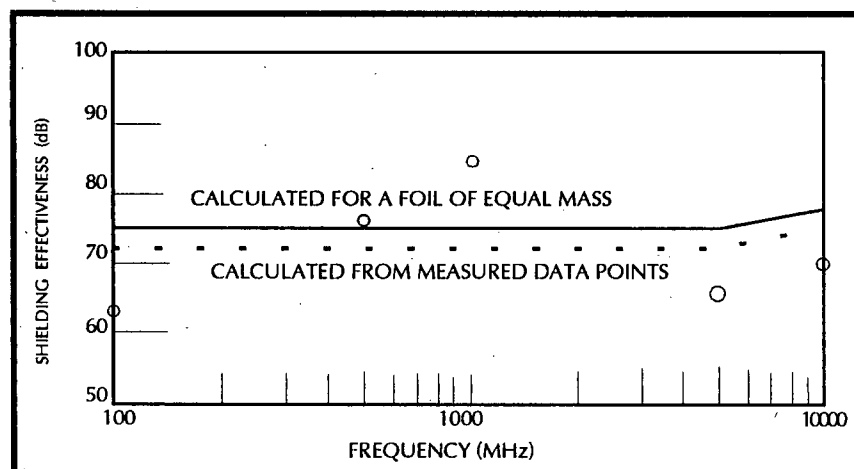 100
90
80
70
60
50
SHIELDING EFFECTIVENESS (dB)
CALCULATED FOR A FOIL OF EQUAL MASS
CALCULATED FROM MEASURED DATA POINTS
100
1000
10000
FREQUENCY (MHz)